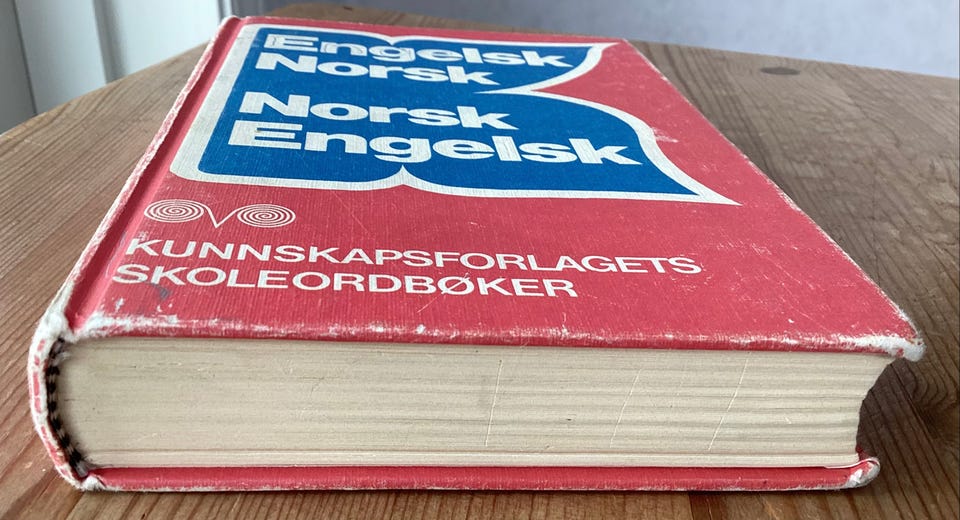 Engelsk
Norsk
Norsk
Engelsk
KUNNSKAPSFORLAGETS
SKOLEORDBØKER